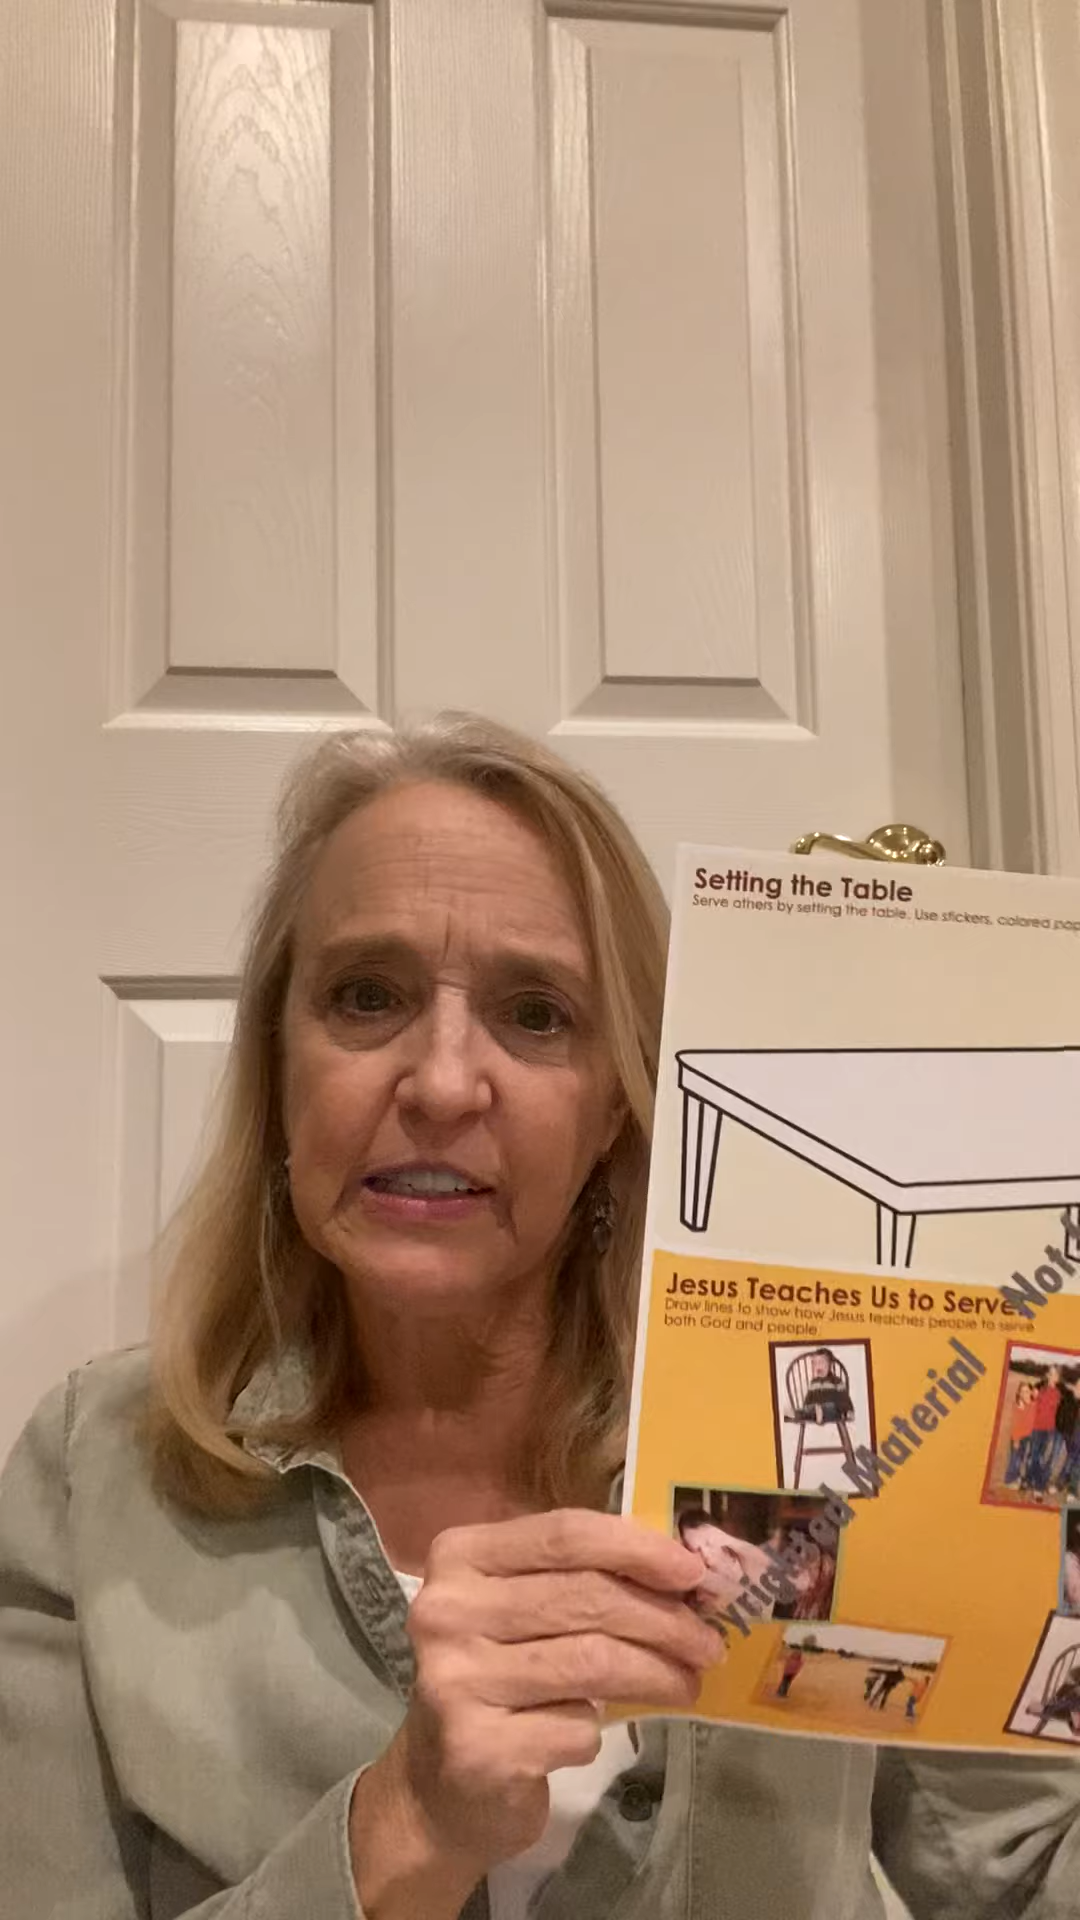 Setting the Table
Serve others by setting the table. Use stickers, colored
Jesus Teaches Us to Serve
Draw lines to show how Jesus teaches people to serve
both God and people.
Material
Not